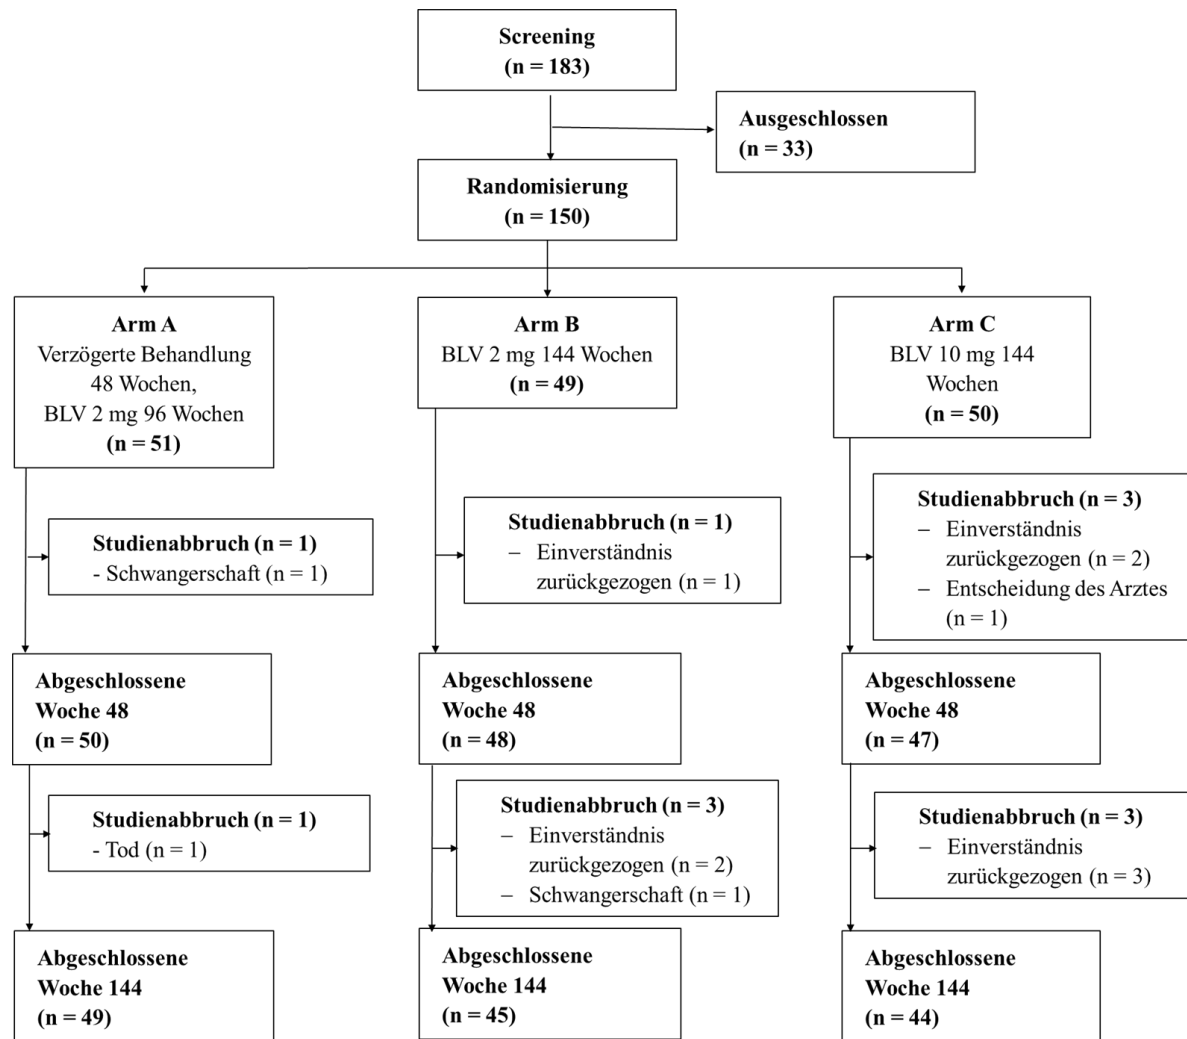 Screening
(n = 183)
Ausgeschlossen
(n = 33)
Randomisierung
(n = 150)
Arm A
Verzögerte Behandlung
48 Wochen,
BLV 2 mg 96 Wochen
(n = 51)
Arm B
BLV 2 mg 144 Wochen
(n = 49)
Arm C
BLV 10 mg 144
Wochen
(n = 50)
Studienabbruch (n = 1)
- Schwangerschaft (n = 1)
Studienabbruch (n = 1)
– Einverständnis
zurückgezogen (n = 1)
Studienabbruch (n = 3)
– Einverständnis
zurückgezogen (n = 2)
– Entscheidung des Arztes
(n = 1)
Abgeschlossene
Woche 48
(n = 50)
Abgeschlossene
Woche 48
(n = 48)
Abgeschlossene
Woche 48
(n = 47)
Studienabbruch (n = 1)
- Tod (n = 1)
Studienabbruch (n = 3)
– Einverständnis
zurückgezogen (n = 2)
– Schwangerschaft (n = 1)
Studienabbruch (n = 3)
– Einverständnis
zurückgezogen (n = 3)
Abgeschlossene
Woche 144
(n = 49)
Abgeschlossene
Woche 144
(n = 45)
Abgeschlossene
Woche 144
(n = 44)